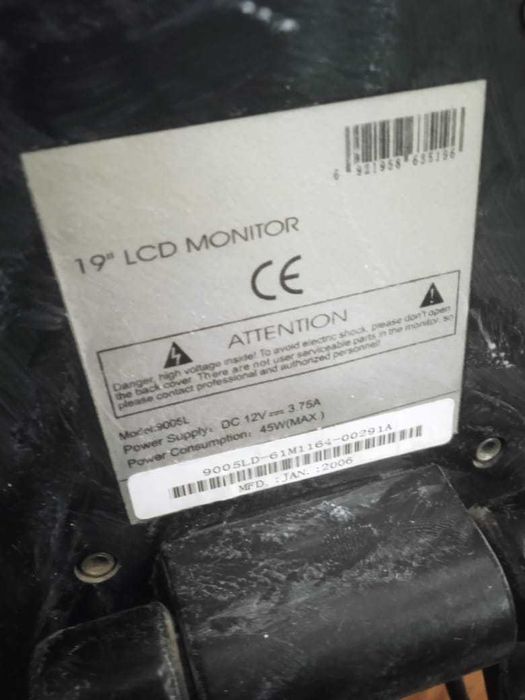 6 921958 635196
19" LCD MONITOR
CE
ATTENTION
Danger, high voltage inside! To avoid electric shock, please don't open
the back cover. There are not user serviceable parts in the monitor, so
please contact professional and authorized personnel!
Model:9005L
Power Supply: DC 12V 3.75A
Power Consumption: 45W(MAX)
9005LD-61M1164-00291A
MFD. :JAN. :2006